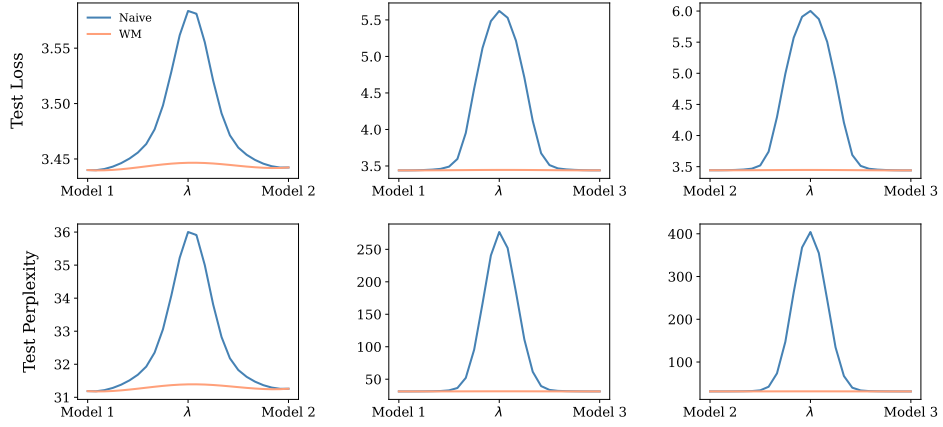 Test Loss
3.55
3.50
3.45
Naive
WM
Model 1 λ Model 2
5.5
5.0
4.5
4.0
3.5
Model 1 λ Model 3
6.0
5.5
5.0
4.5
4.0
3.5
Model 2 λ Model 3
Test Perplexity
36
35
34
33
32
31
Model 1 λ Model 2
250
200
150
100
50
Model 1 λ Model 3
400
300
200
100
Model 2 λ Model 3